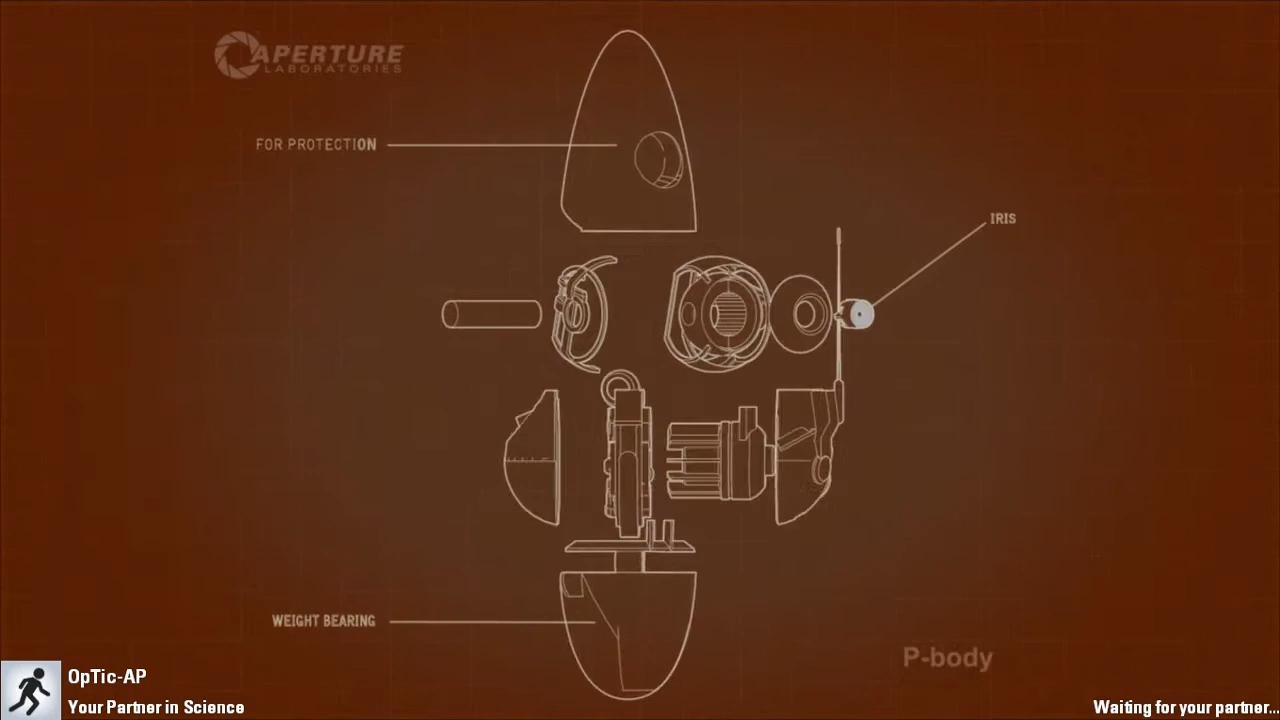 APERTURE
LABORATORIES
FOR PROTECTION
IRIS
WEIGHT BEARING
P-body
OpTic-AP
Your Partner in Science
Waiting for your partner...